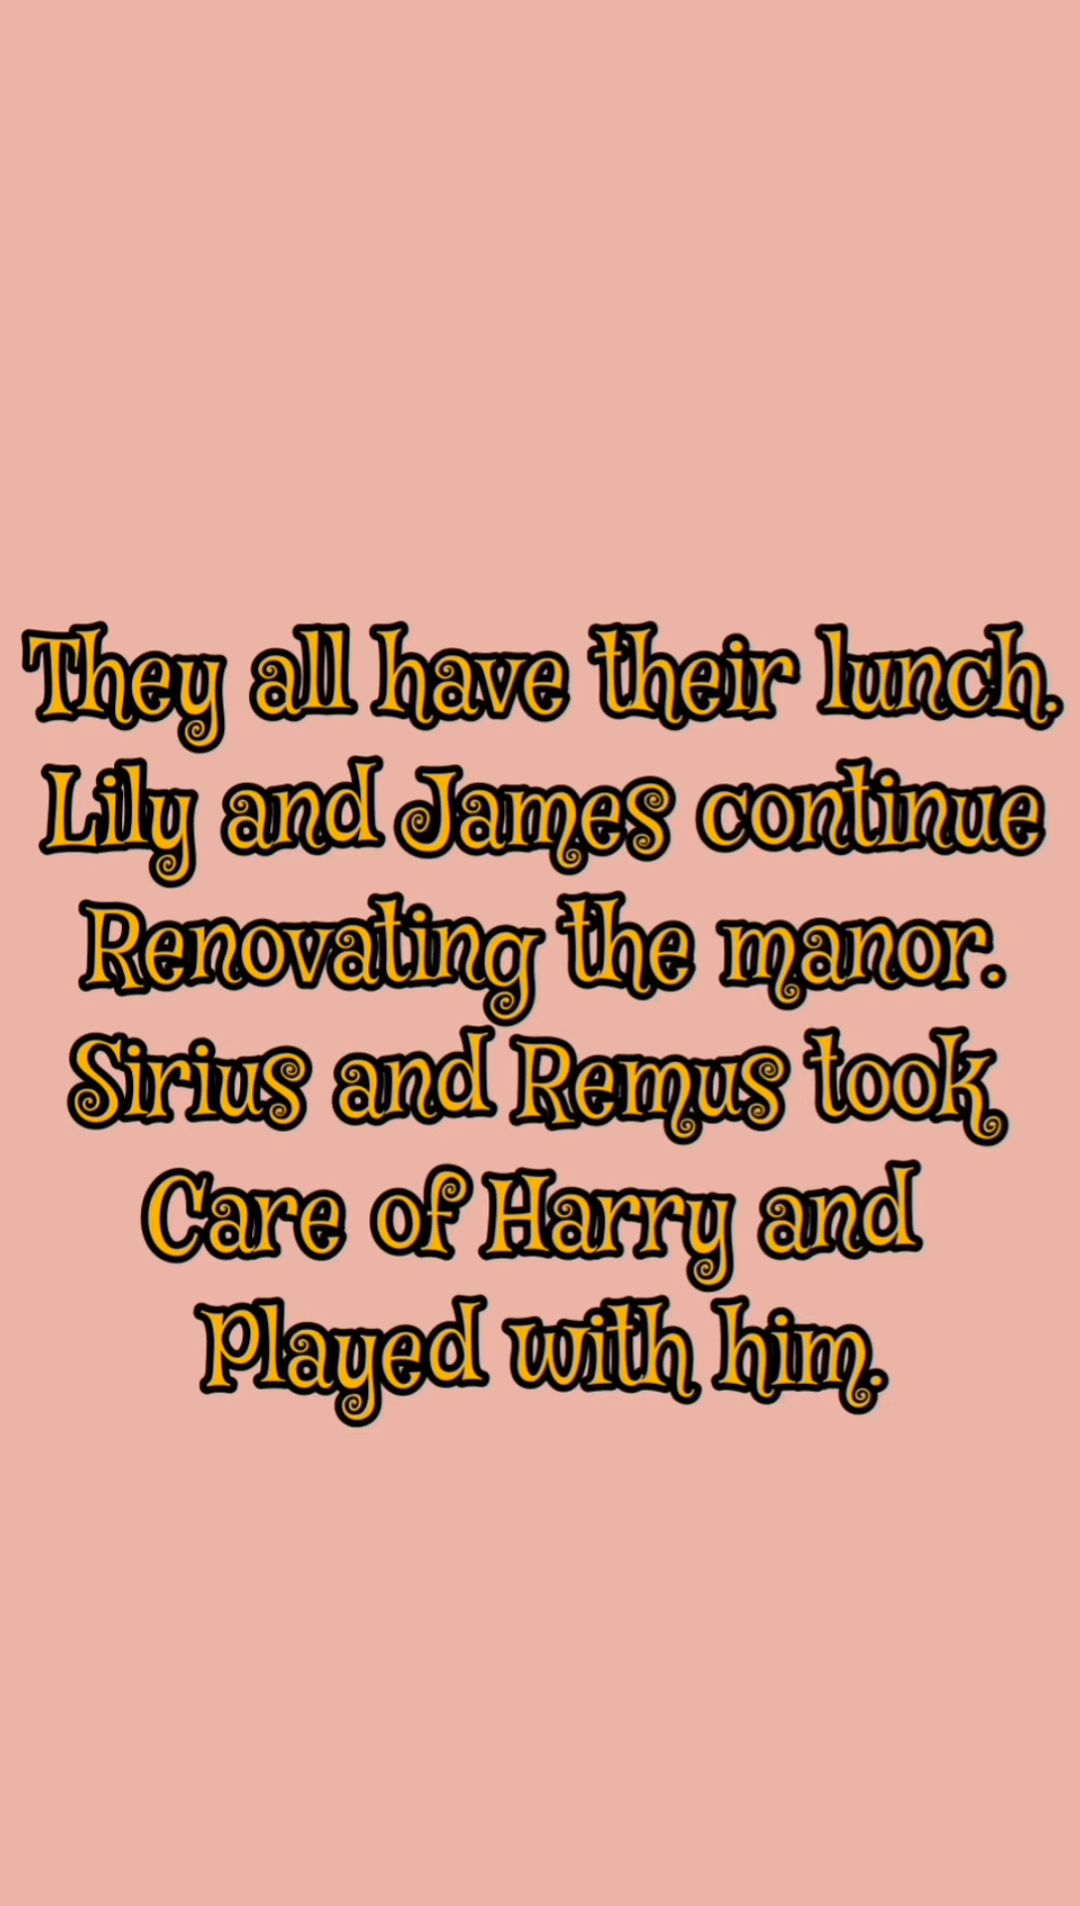 They all have their lunch.
Lily and James continue
Renovating the manor.
Sirius and Remus took
Care of Harry and
Played with him.